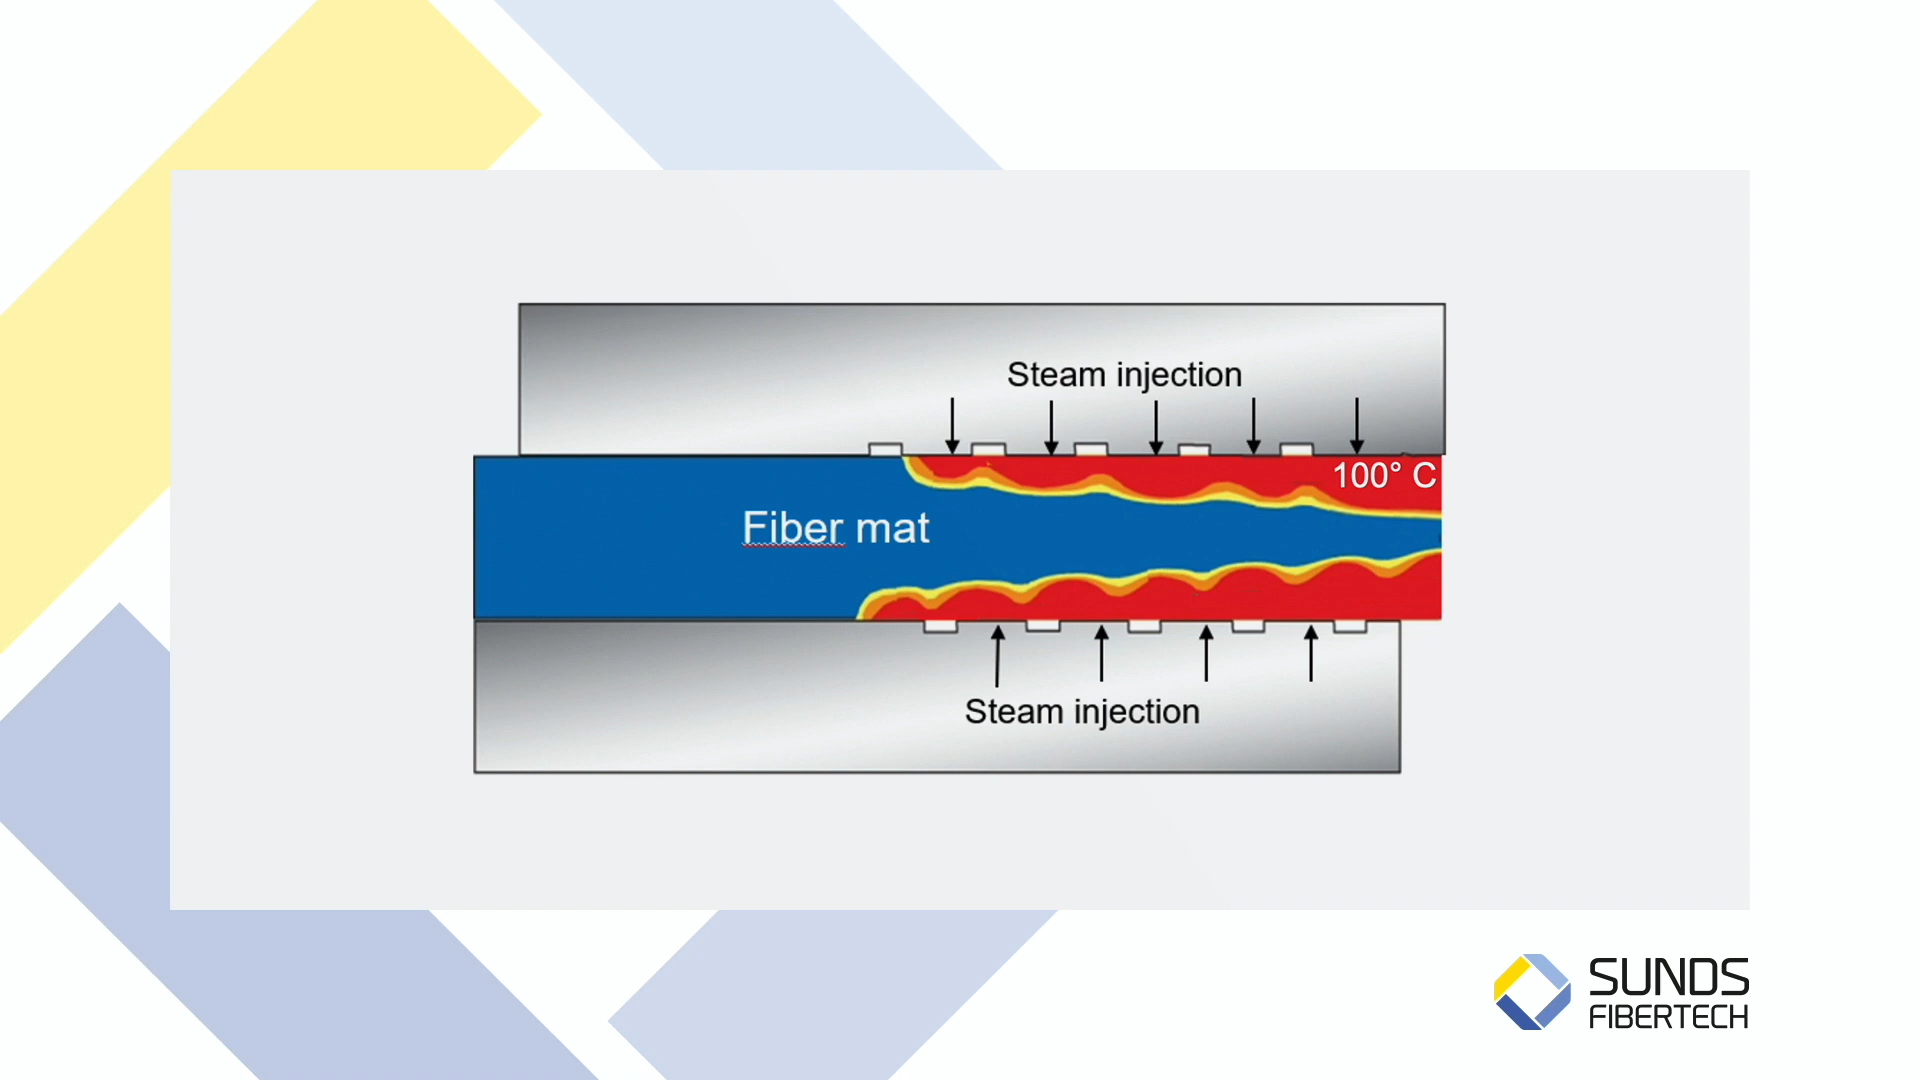 Steam injection
100° C
Fiber mat
Steam injection
SUNDS
FIBERTECH